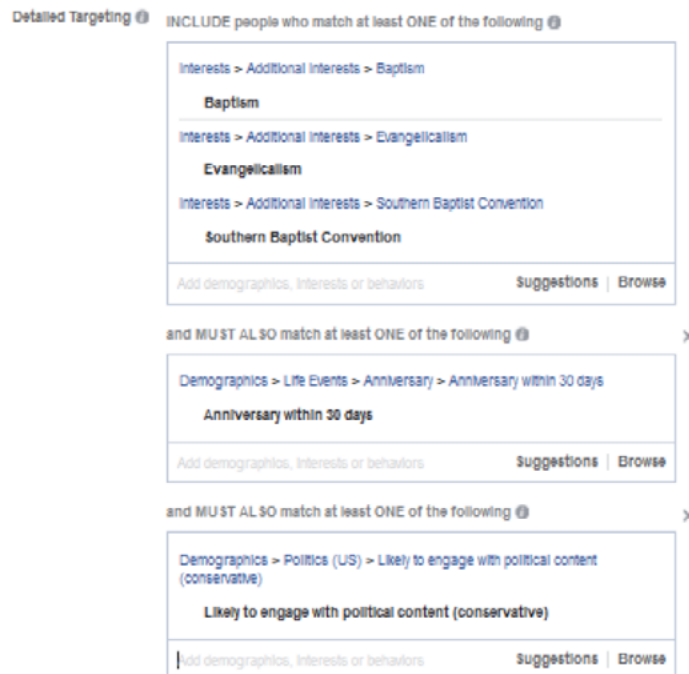 Detailed Targeting
INCLUDE people who match at least ONE of the following
Interests > Additional Interests > Baptism
Baptism
Interests > Additional Interests > Evangelicalism
Evangelicalism
Interests > Additional Interests > Southern Baptist Convention
Southern Baptist Convention
Add demographics, interests or behaviors Suggestions | Browse
and MUST ALSO match at least ONE of the following
Demographics > Life Events > Anniversary > Anniversary within 30 days
Anniversary within 30 days
Add demographics, interests or behaviors Suggestions | Browse
and MUST ALSO match at least ONE of the following
Demographics > Politics (US) > Likely to engage with political content
(conservative)
Likely to engage with political content (conservative)
Add demographics, interests or behaviors Suggestions | Browse